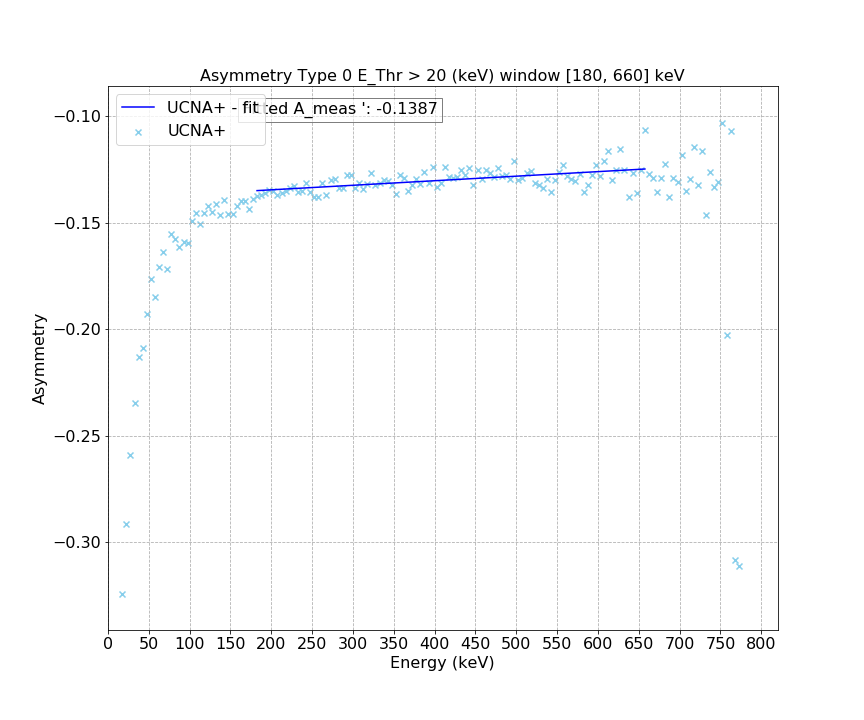 Asymmetry Type 0 E_Thr > 20 (keV) window [180, 660] keV
UCNA+ - fitted A_meas ': -0.1387
UCNA+
−0.10
−0.15
−0.20
−0.25
−0.30
Asymmetry
0 50 100 150 200 250 300 350 400 450 500 550 600 650 700 750 800
Energy (keV)